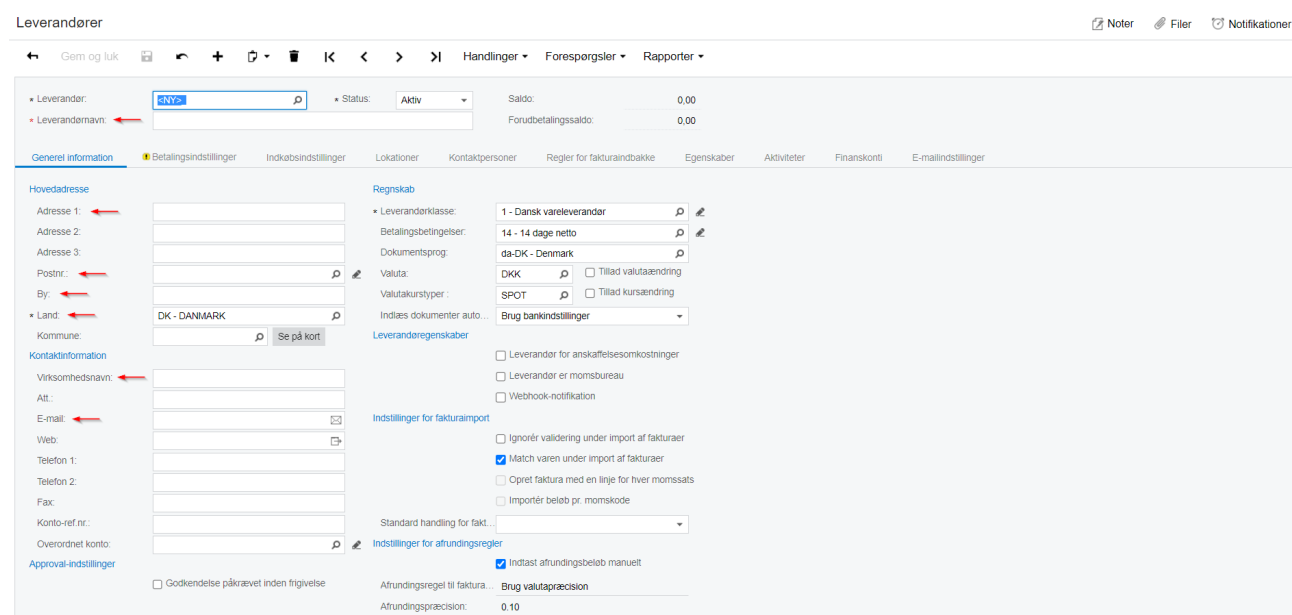 Leverandører
Noter Filer Notifikationer
Gem og luk Handlinger Forespørgsler Rapporter
* Leverandør: <NY> * Status: Aktiv Saldo: 0,00
* Leverandørnavn: Forudbetalingssaldo: 0,00
Generel information Betalingsindstillinger Indkøbsindstillinger Lokationer Kontaktpersoner Regler for fakturaindbakke Egenskaber Aktiviteter Finanskonti E-mailindstillinger
Hovedadresse
Adresse 1:
Adresse 2:
Adresse 3:
Postnr.:
By:
* Land: DK - DANMARK
Kommune: Se på kort
Kontaktinformation
Virksomhedsnavn:
Att.:
E-mail:
Web:
Telefon 1:
Telefon 2:
Fax:
Konto-ref.nr.:
Overordnet konto:
Approval-indstillinger
Godkendelse påkrævet inden frigivelse
Regnskab
* Leverandørklasse: 1 - Dansk vareleverandør
Betalingsbetingelser: 14 - 14 dage netto
Dokumentsprog: da-DK - Denmark
Valuta: DKK Tillad valutaændring
Valutakurstyper : SPOT Tillad kursændring
Indlæs dokumenter auto... Brug bankindstillinger
Leverandøregenskaber
Leverandør for anskaffelsesomkostninger
Leverandør er momsbureau
Webhook-notifikation
Indstillinger for fakturaimport
Ignorér validering under import af fakturaer
Match varen under import af fakturaer
Opret faktura med en linje for hver momssats
Importér beløb pr. momskode
Standard handling for fakt...
Indstillinger for afrundingsregler
Indtast afrundingsbeløb manuelt
Afrundingsregel til faktura... Brug valutapræcision
Afrundingspræcision: 0.10